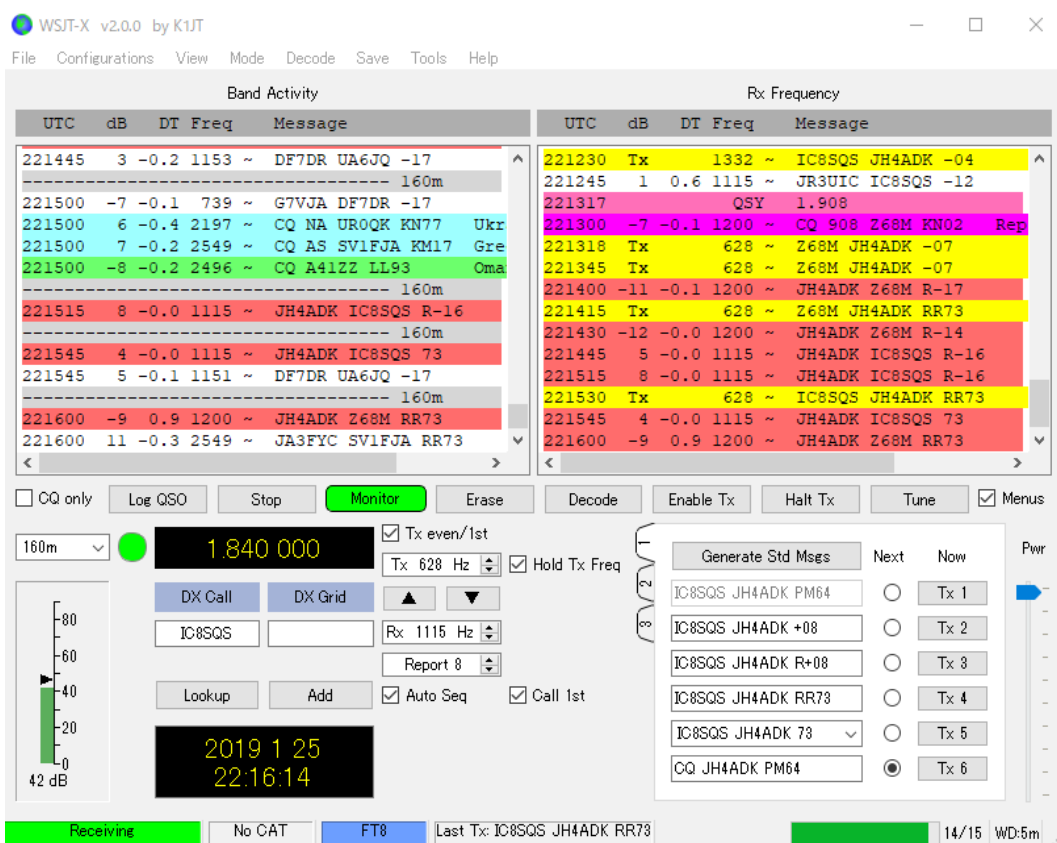 WSJT-X v2.0.0 by K1JT
File Configurations View Mode Decode Save Tools Help
Band Activity
UTC dB DT Freq Message
221445 3 -0.2 1153 ~ DF7DR UA6JQ -17
---------------------------------- 160m
221500 -7 -0.1 739 ~ G7VJA DF7DR -17
221500 6 -0.4 2197 ~ CQ NA UR0QK KN77 Ukr
221500 7 -0.2 2549 ~ CQ AS SV1FJA KM17 Gre
221500 -8 -0.2 2496 ~ CQ A41ZZ LL93 Oma
---------------------------------- 160m
221515 8 -0.0 1115 ~ JH4ADK IC8SQS R-16
---------------------------------- 160m
221545 4 -0.0 1115 ~ JH4ADK IC8SQS 73
221545 5 -0.1 1151 ~ DF7DR UA6JQ -17
---------------------------------- 160m
221600 -9 0.9 1200 ~ JH4ADK Z68M RR73
221600 11 -0.3 2549 ~ JA3FYC SV1FJA RR73
Rx Frequency
UTC dB DT Freq Message
221230 Tx 1332 ~ IC8SQS JH4ADK -04
221245 1 0.6 1115 ~ JR3UIC IC8SQS -12
221317 QSY 1.908
221300 -7 -0.1 1200 ~ CQ 908 Z68M KN02 Rep
221318 Tx 628 ~ Z68M JH4ADK -07
221345 Tx 628 ~ Z68M JH4ADK -07
221400 -11 -0.1 1200 ~ JH4ADK Z68M R-17
221415 Tx 628 ~ Z68M JH4ADK RR73
221430 -12 -0.0 1200 ~ JH4ADK Z68M R-14
221445 5 -0.0 1115 ~ JH4ADK IC8SQS R-16
221515 8 -0.0 1115 ~ JH4ADK IC8SQS R-16
221530 Tx 628 ~ IC8SQS JH4ADK RR73
221545 4 -0.0 1115 ~ JH4ADK IC8SQS 73
221600 -9 0.9 1200 ~ JH4ADK Z68M RR73
CQ only Log QSO Stop Monitor Erase Decode Enable Tx Halt Tx Tune Menus
160m
1.840 000
Tx even/1st
Tx 628 Hz
Hold Tx Freq
DX Call DX Grid
IC8SQS
Rx 1115 Hz
Report 8
Lookup Add
Auto Seq Call 1st
2019 1 25
22:16:14
80
60
40
20
0
42 dB
1
2
3
Generate Std Msgs Next Now
IC8SQS JH4ADK PM64 Tx 1
IC8SQS JH4ADK +08 Tx 2
IC8SQS JH4ADK R+08 Tx 3
IC8SQS JH4ADK RR73 Tx 4
IC8SQS JH4ADK 73 Tx 5
CQ JH4ADK PM64 Tx 6
Pwr
Receiving No CAT FT8 Last Tx: IC8SQS JH4ADK RR73 14/15 WD:5m